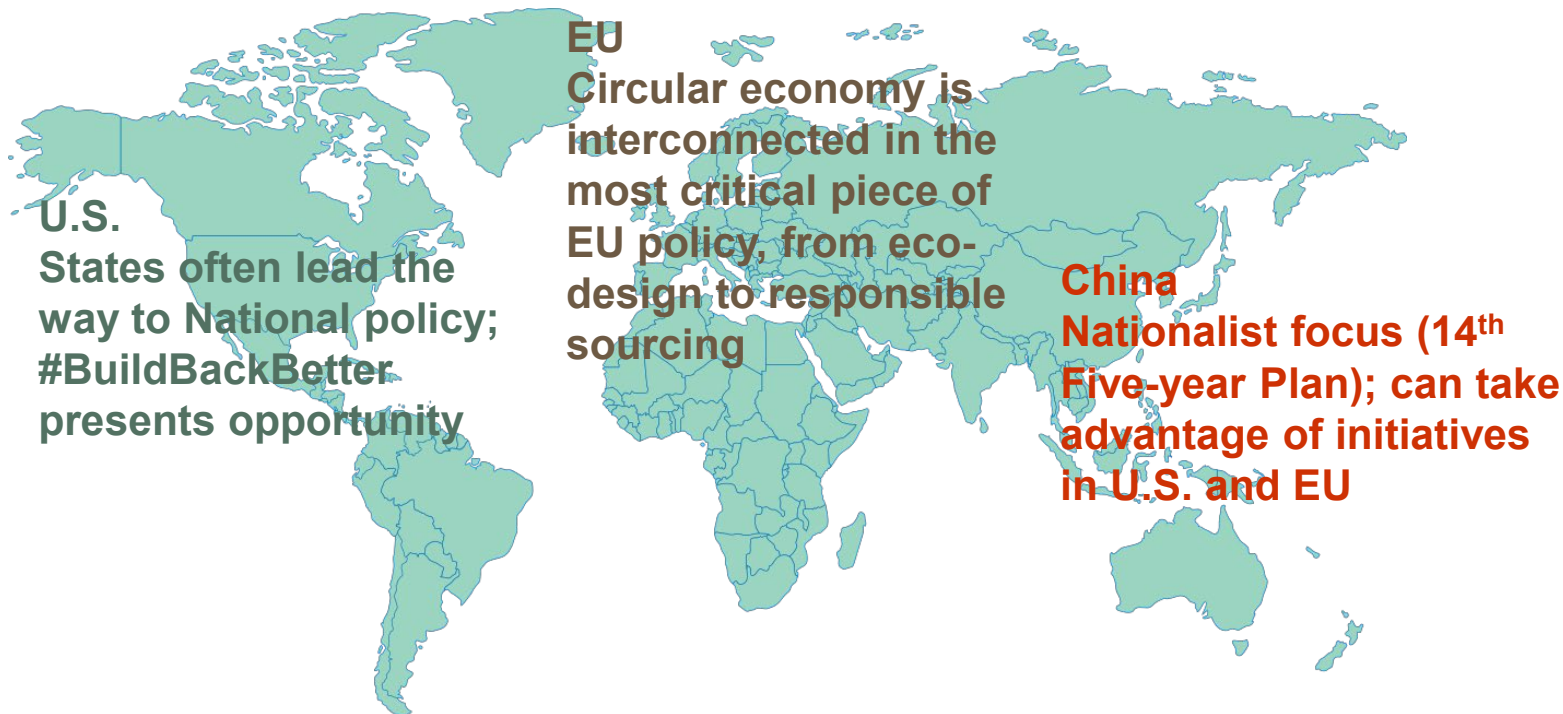 U.S.
States often lead the
way to National policy;
#BuildBackBetter
presents opportunity
EU
Circular economy is
interconnected in the
most critical piece of
EU policy, from eco-
design to responsible
sourcing
China
Nationalist focus (14th
Five-year Plan); can take
advantage of initiatives
in U.S. and EU